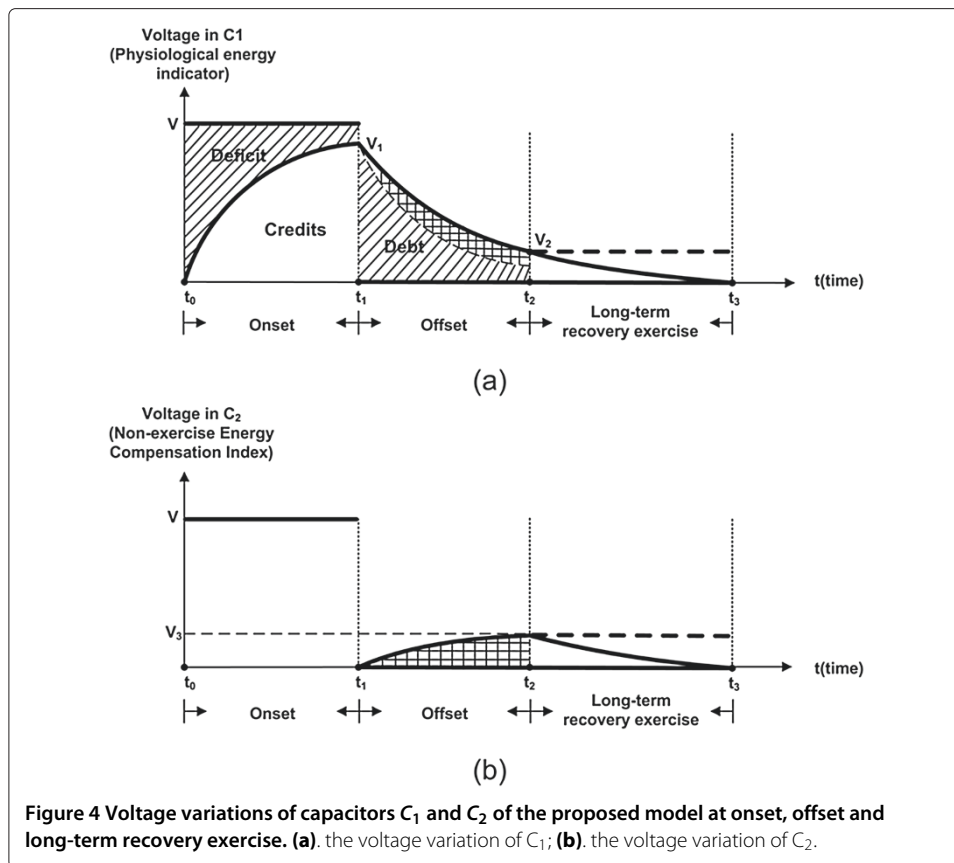 Voltage in C1
(Physiological energy
indicator)
V
Deficit
V₁
Credits
Debt
V₂
t₀
t₁
t₂
t₃
t(time)
Onset
Offset
Long-term
recovery exercise
(a)
Voltage in C₂
(Non-exercise Energy
Compensation Index)
V
V₃
t₀
t₁
t₂
t₃
t(time)
Onset
Offset
Long-term
recovery exercise
(b)
Figure 4 Voltage variations of capacitors C₁ and C₂ of the proposed model at onset, offset and
long-term recovery exercise. (a). the voltage variation of C₁; (b). the voltage variation of C₂.